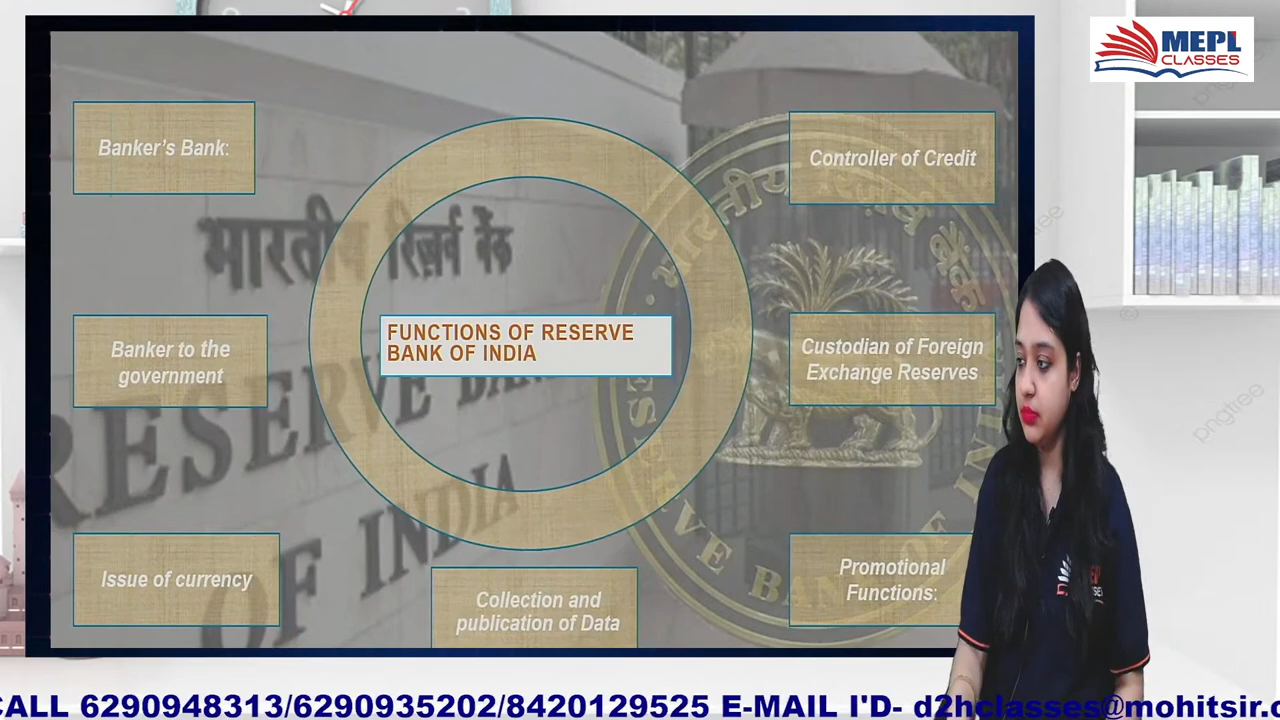 MEPL
CLASSES
Banker's Bank:
Controller of Credit
भारतीय रिज़र्व बैंक
FUNCTIONS OF RESERVE
BANK OF INDIA
Banker to the
government
Custodian of Foreign
Exchange Reserves
RESERVE BANK
OF INDIA
Issue of currency
Collection and
publication of Data
Promotional
Functions:
pngtree
CALL 6290948313/6290935202/8420129525 E-MAIL I'D- d2hclasses@mohitsir.c